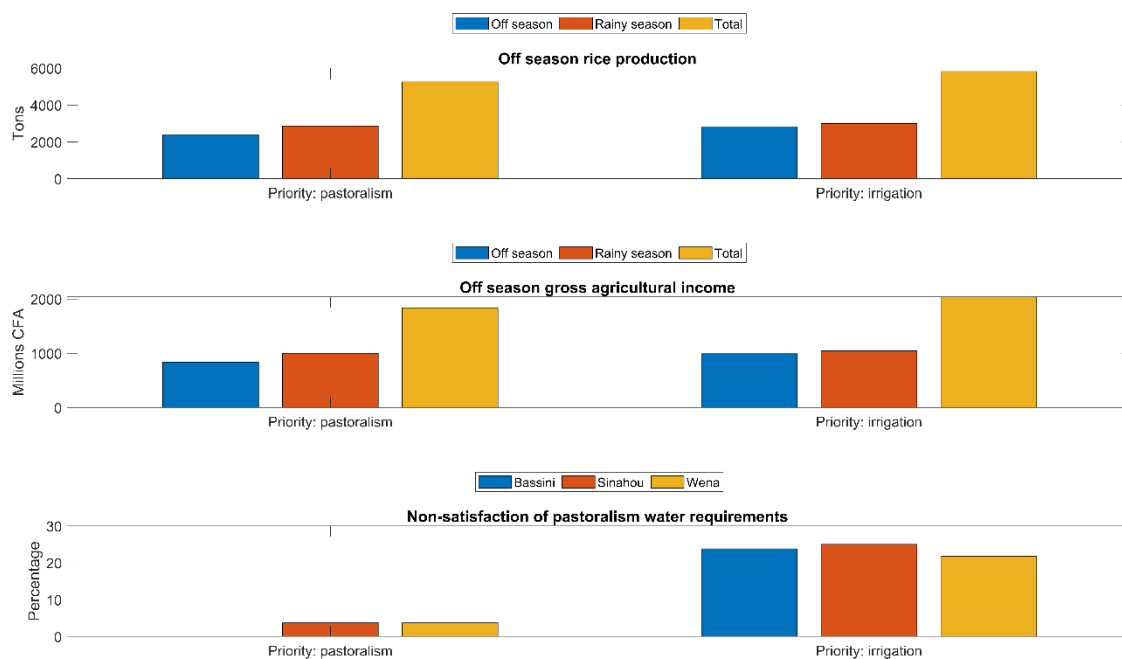 Off season Rainy season Total
Off season rice production
6000
4000
2000
0
Tons
Priority: pastoralism Priority: irrigation
Off season Rainy season Total
Off season gross agricultural income
2000
1000
0
Millions CFA
Priority: pastoralism Priority: irrigation
Bassini Sinahou Wena
Non-satisfaction of pastoralism water requirements
30
20
10
0
Percentage
Priority: pastoralism Priority: irrigation